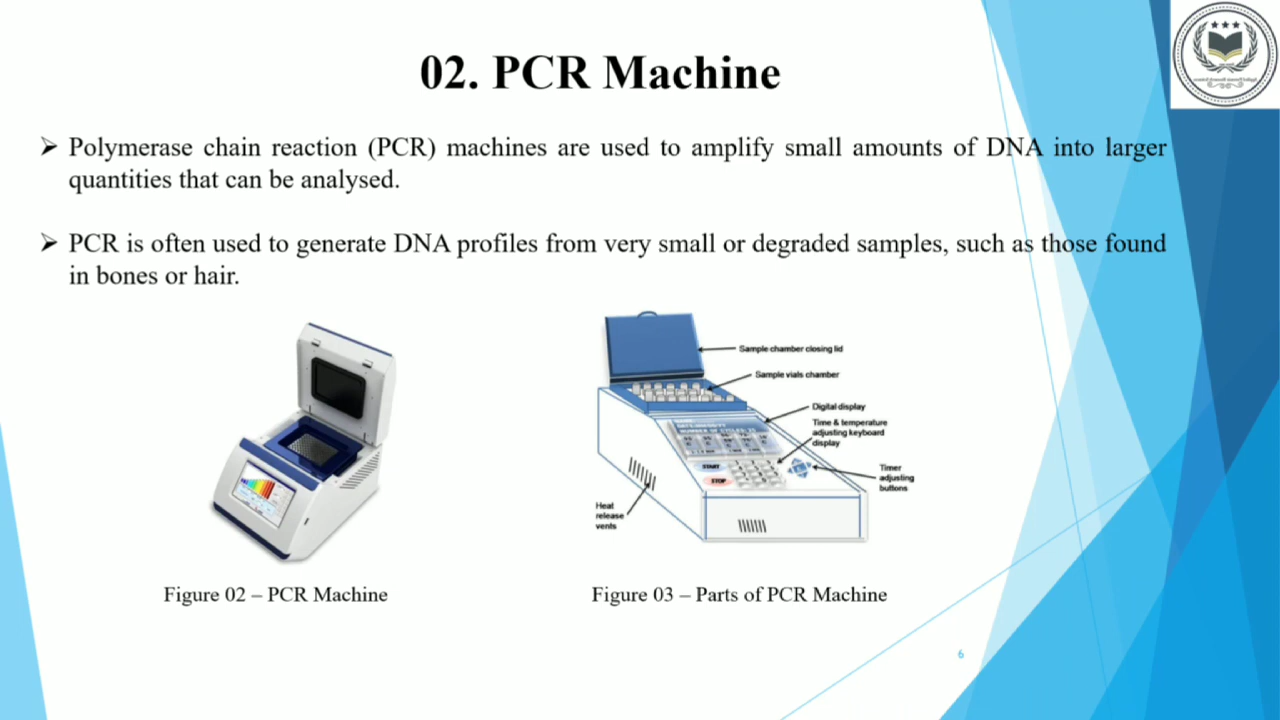 02. PCR Machine
➢ Polymerase chain reaction (PCR) machines are used to amplify small amounts of DNA into larger
quantities that can be analysed.
➢ PCR is often used to generate DNA profiles from very small or degraded samples, such as those found
in bones or hair.
Sample chamber closing lid
Sample vials chamber
Digital display
Time & temperature
adjusting keyboard
display
START
STOP
Timer
adjusting
buttons
Heat
release
vents
Figure 02 – PCR Machine
Figure 03 – Parts of PCR Machine
6